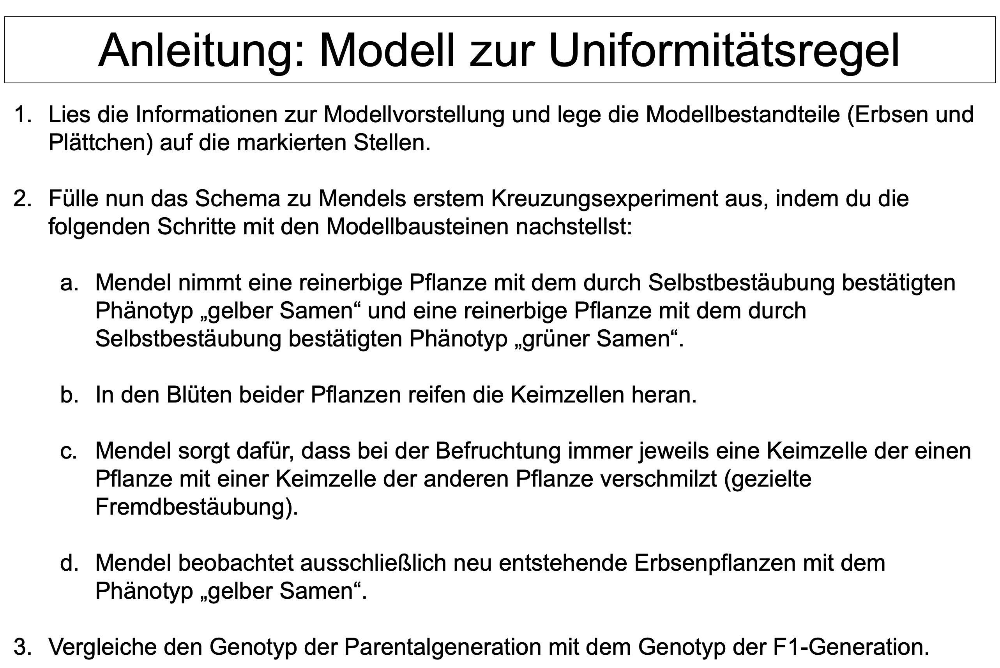 Anleitung: Modell zur Uniformitätsregel
1. Lies die Informationen zur Modellvorstellung und lege die Modellbestandteile (Erbsen und
Plättchen) auf die markierten Stellen.
2. Fülle nun das Schema zu Mendels erstem Kreuzungsexperiment aus, indem du die
folgenden Schritte mit den Modellbausteinen nachstellst:
a. Mendel nimmt eine reinerbige Pflanze mit dem durch Selbstbestäubung bestätigten
Phänotyp „gelber Samen“ und eine reinerbige Pflanze mit dem durch
Selbstbestäubung bestätigten Phänotyp „grüner Samen“.
b. In den Blüten beider Pflanzen reifen die Keimzellen heran.
c. Mendel sorgt dafür, dass bei der Befruchtung immer jeweils eine Keimzelle der einen
Pflanze mit einer Keimzelle der anderen Pflanze verschmilzt (gezielte
Fremdbestäubung).
d. Mendel beobachtet ausschließlich neu entstehende Erbsenpflanzen mit dem
Phänotyp „gelber Samen“.
3. Vergleiche den Genotyp der Parentalgeneration mit dem Genotyp der F1-Generation.